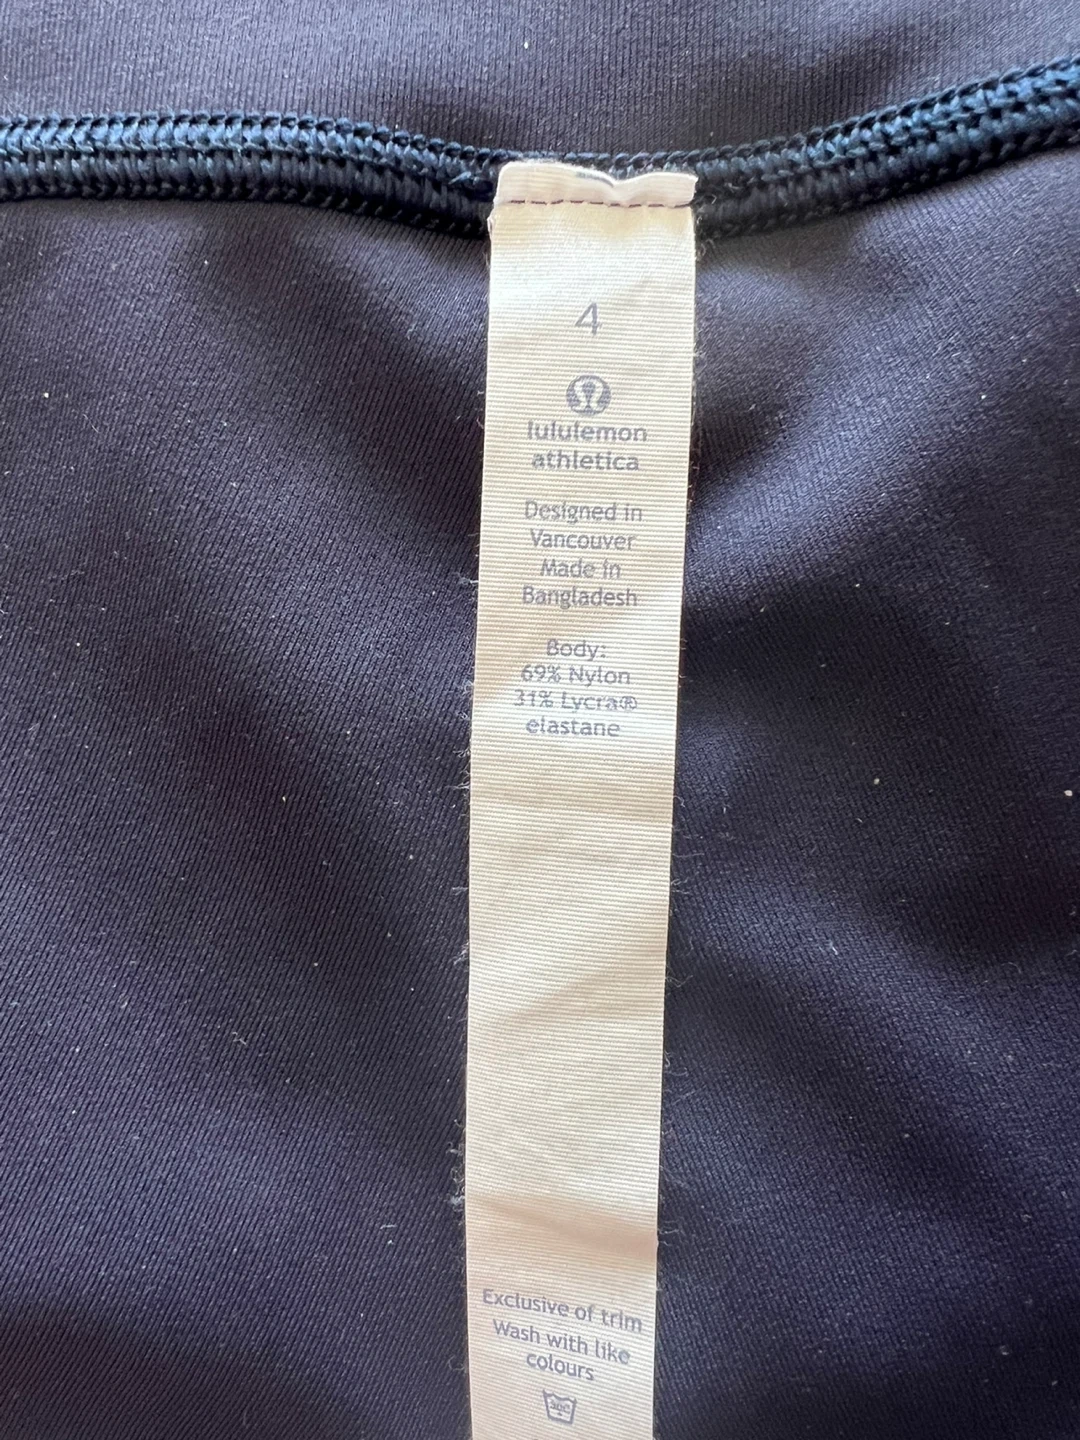 4
lululemon
athletica
Designed in
Vancouver
Made in
Bangladesh
Body:
69% Nylon
31% Lycra®
elastane
Exclusive of trim
Wash with like
colours
30C